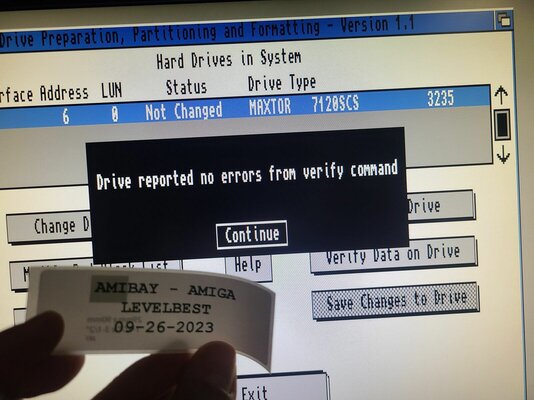 Drive Preparation, Partitioning and Formatting - Version 1.1
Hard Drives in System
Address LUN Status Drive Type
6 0 Not Changed MAXTOR 7120SCS 3235
Drive reported no errors from verify command
Continue
Change
Drive
Help
Verify Data on Drive
Save Changes to Drive
AMIBAY - AMIGA
LEVELBEST
09-26-2023
Exit